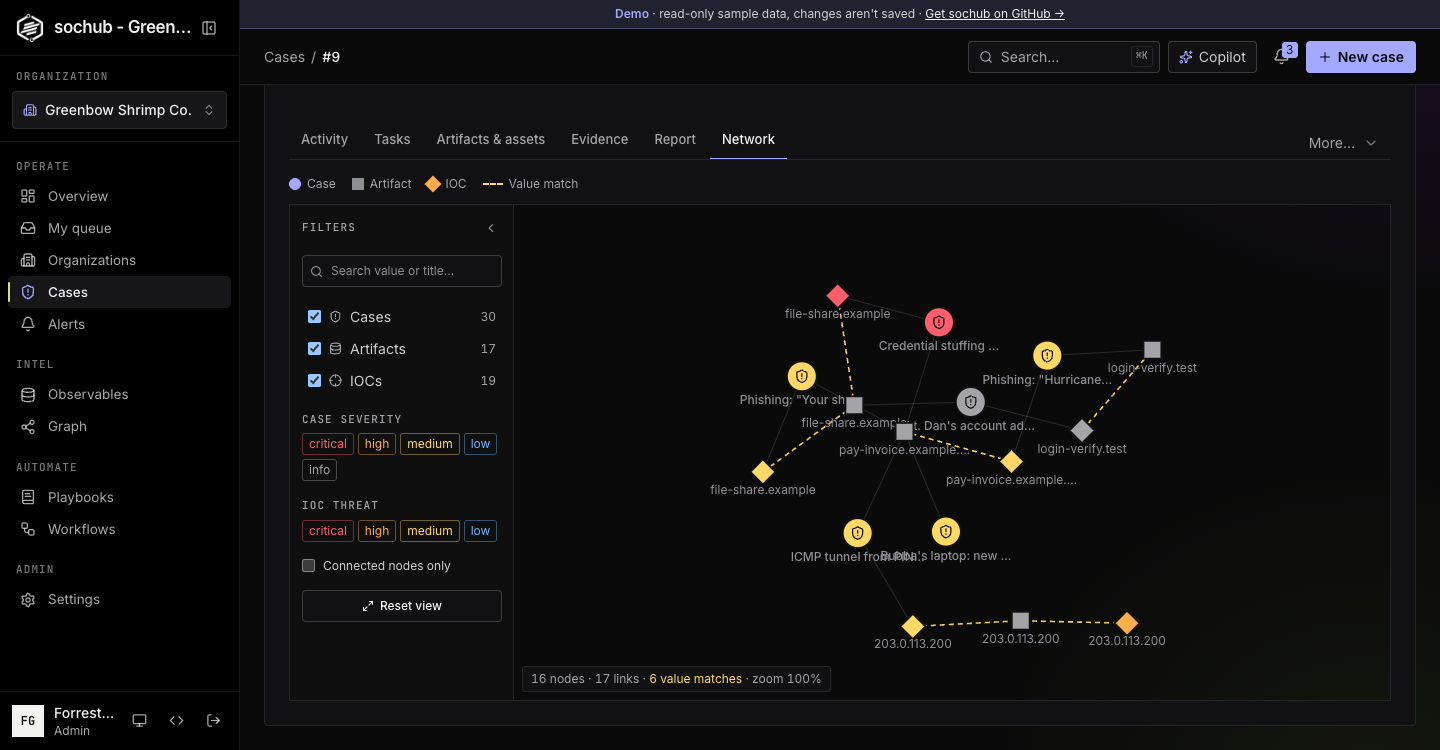 sochub - Green...
Demo · read-only sample data, changes aren't saved · Get sochub on GitHub →
ORGANIZATION
Greenbow Shrimp Co.
Cases / #9
Search...
⌘K
Copilot
3
+ New case
OPERATE
Overview
My queue
Organizations
Cases
Alerts
INTEL
Observables
Graph
AUTOMATE
Playbooks
Workflows
ADMIN
Settings
FG
Forrest...
Admin
Activity
Tasks
Artifacts & assets
Evidence
Report
Network
More...
Case
Artifact
IOC
Value match
FILTERS
Search value or title...
Cases 30
Artifacts 17
IOCs 19
CASE SEVERITY
critical high medium low
info
IOC THREAT
critical high medium low
Connected nodes only
Reset view
file-share.example
Credential stuffing ...
Phishing: "Hurricane...
login-verify.test
Phishing: "Your sh
file-share.example
t. Dan's account ad...
pay-invoice.example....
login-verify.test
pay-invoice.example....
file-share.example
ICMP tunnel from
's laptop: new ...
203.0.113.200
203.0.113.200
203.0.113.200
16 nodes · 17 links · 6 value matches · zoom 100%